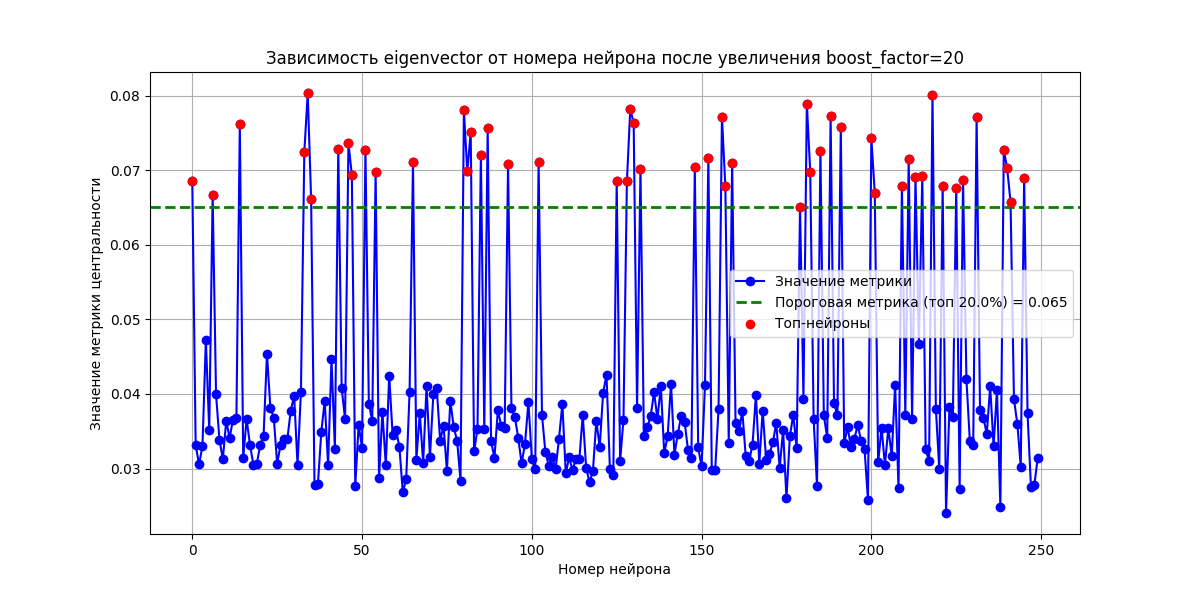 Зависимость eigenvector от номера нейрона после увеличения boost_factor=20
Значение метрики центральности
0.08
0.07
0.06
0.05
0.04
0.03
Значение метрики
Пороговая метрика (топ 20.0%) = 0.065
Топ-нейроны
0
50
100
150
200
250
Номер нейрона